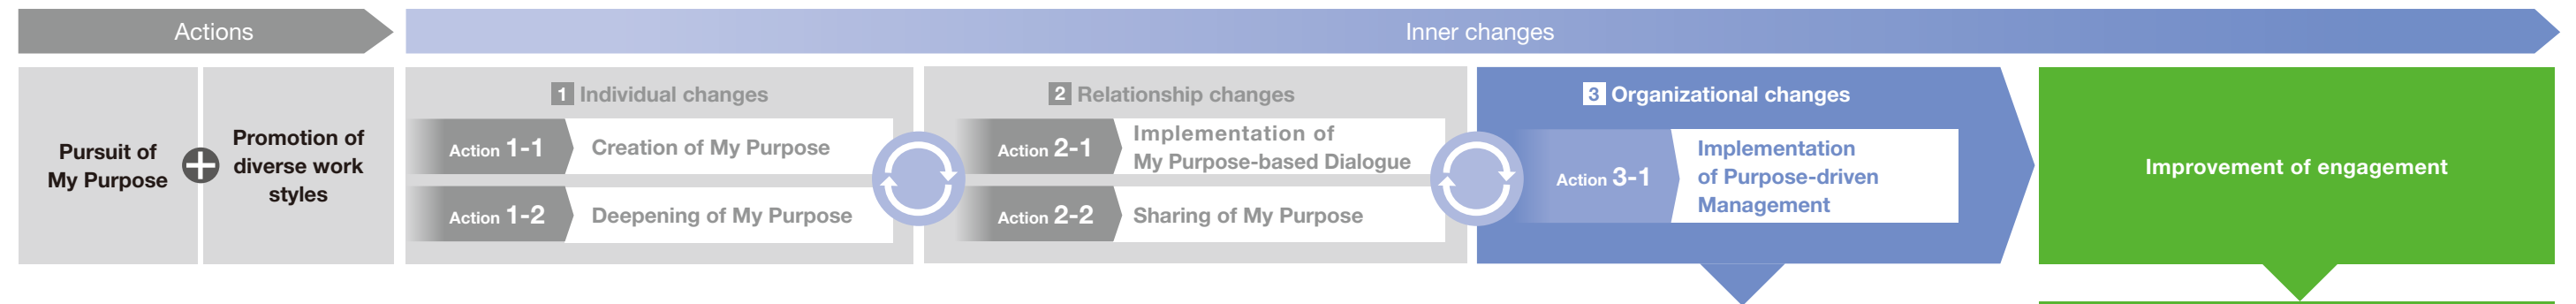 Actions
Inner changes
Pursuit of
My Purpose
Promotion of
diverse work
styles
1 Individual changes
Action 1-1
Creation of My Purpose
Action 1-2
Deepening of My Purpose
2 Relationship changes
Action 2-1
Implementation of
My Purpose-based Dialogue
Action 2-2
Sharing of My Purpose
3 Organizational changes
Action 3-1
Implementation
of Purpose-driven
Management
Improvement of engagement